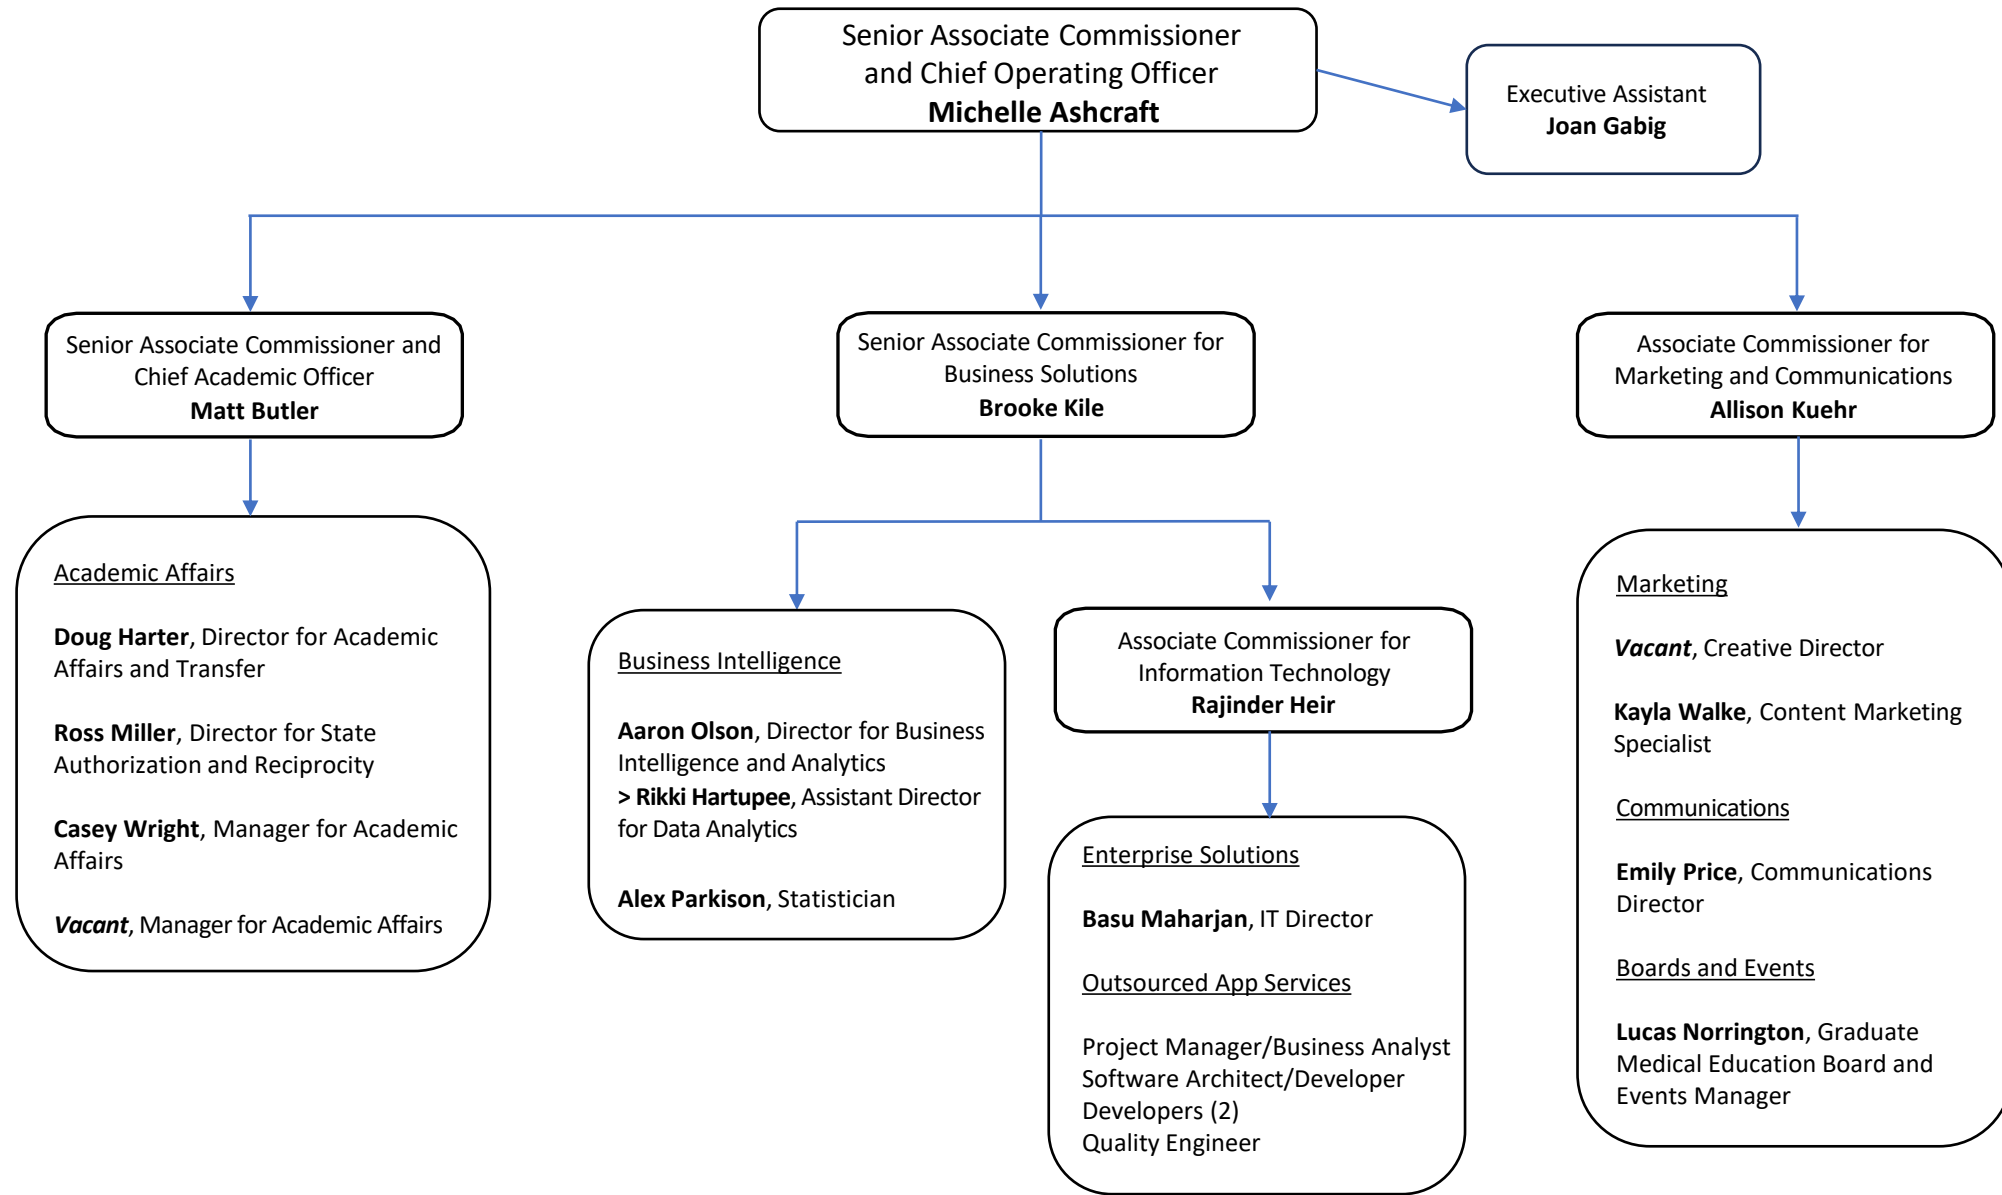 Senior Associate Commissioner
and Chief Operating Officer
Michelle Ashcraft
Executive Assistant
Joan Gabig
Senior Associate Commissioner and
Chief Academic Officer
Matt Butler
Senior Associate Commissioner for
Business Solutions
Brooke Kile
Associate Commissioner for
Marketing and Communications
Allison Kuehr
Academic Affairs
Doug Harter, Director for Academic
Affairs and Transfer
Ross Miller, Director for State
Authorization and Reciprocity
Casey Wright, Manager for Academic
Affairs
Vacant, Manager for Academic Affairs
Business Intelligence
Aaron Olson, Director for Business
Intelligence and Analytics
> Rikki Hartupee, Assistant Director
for Data Analytics
Alex Parkison, Statistician
Associate Commissioner for
Information Technology
Rajinder Heir
Enterprise Solutions
Basu Maharjan, IT Director
Outsourced App Services
Project Manager/Business Analyst
Software Architect/Developer
Developers (2)
Quality Engineer
Marketing
Vacant, Creative Director
Kayla Walke, Content Marketing
Specialist
Communications
Emily Price, Communications
Director
Boards and Events
Lucas Norrington, Graduate
Medical Education Board and
Events Manager